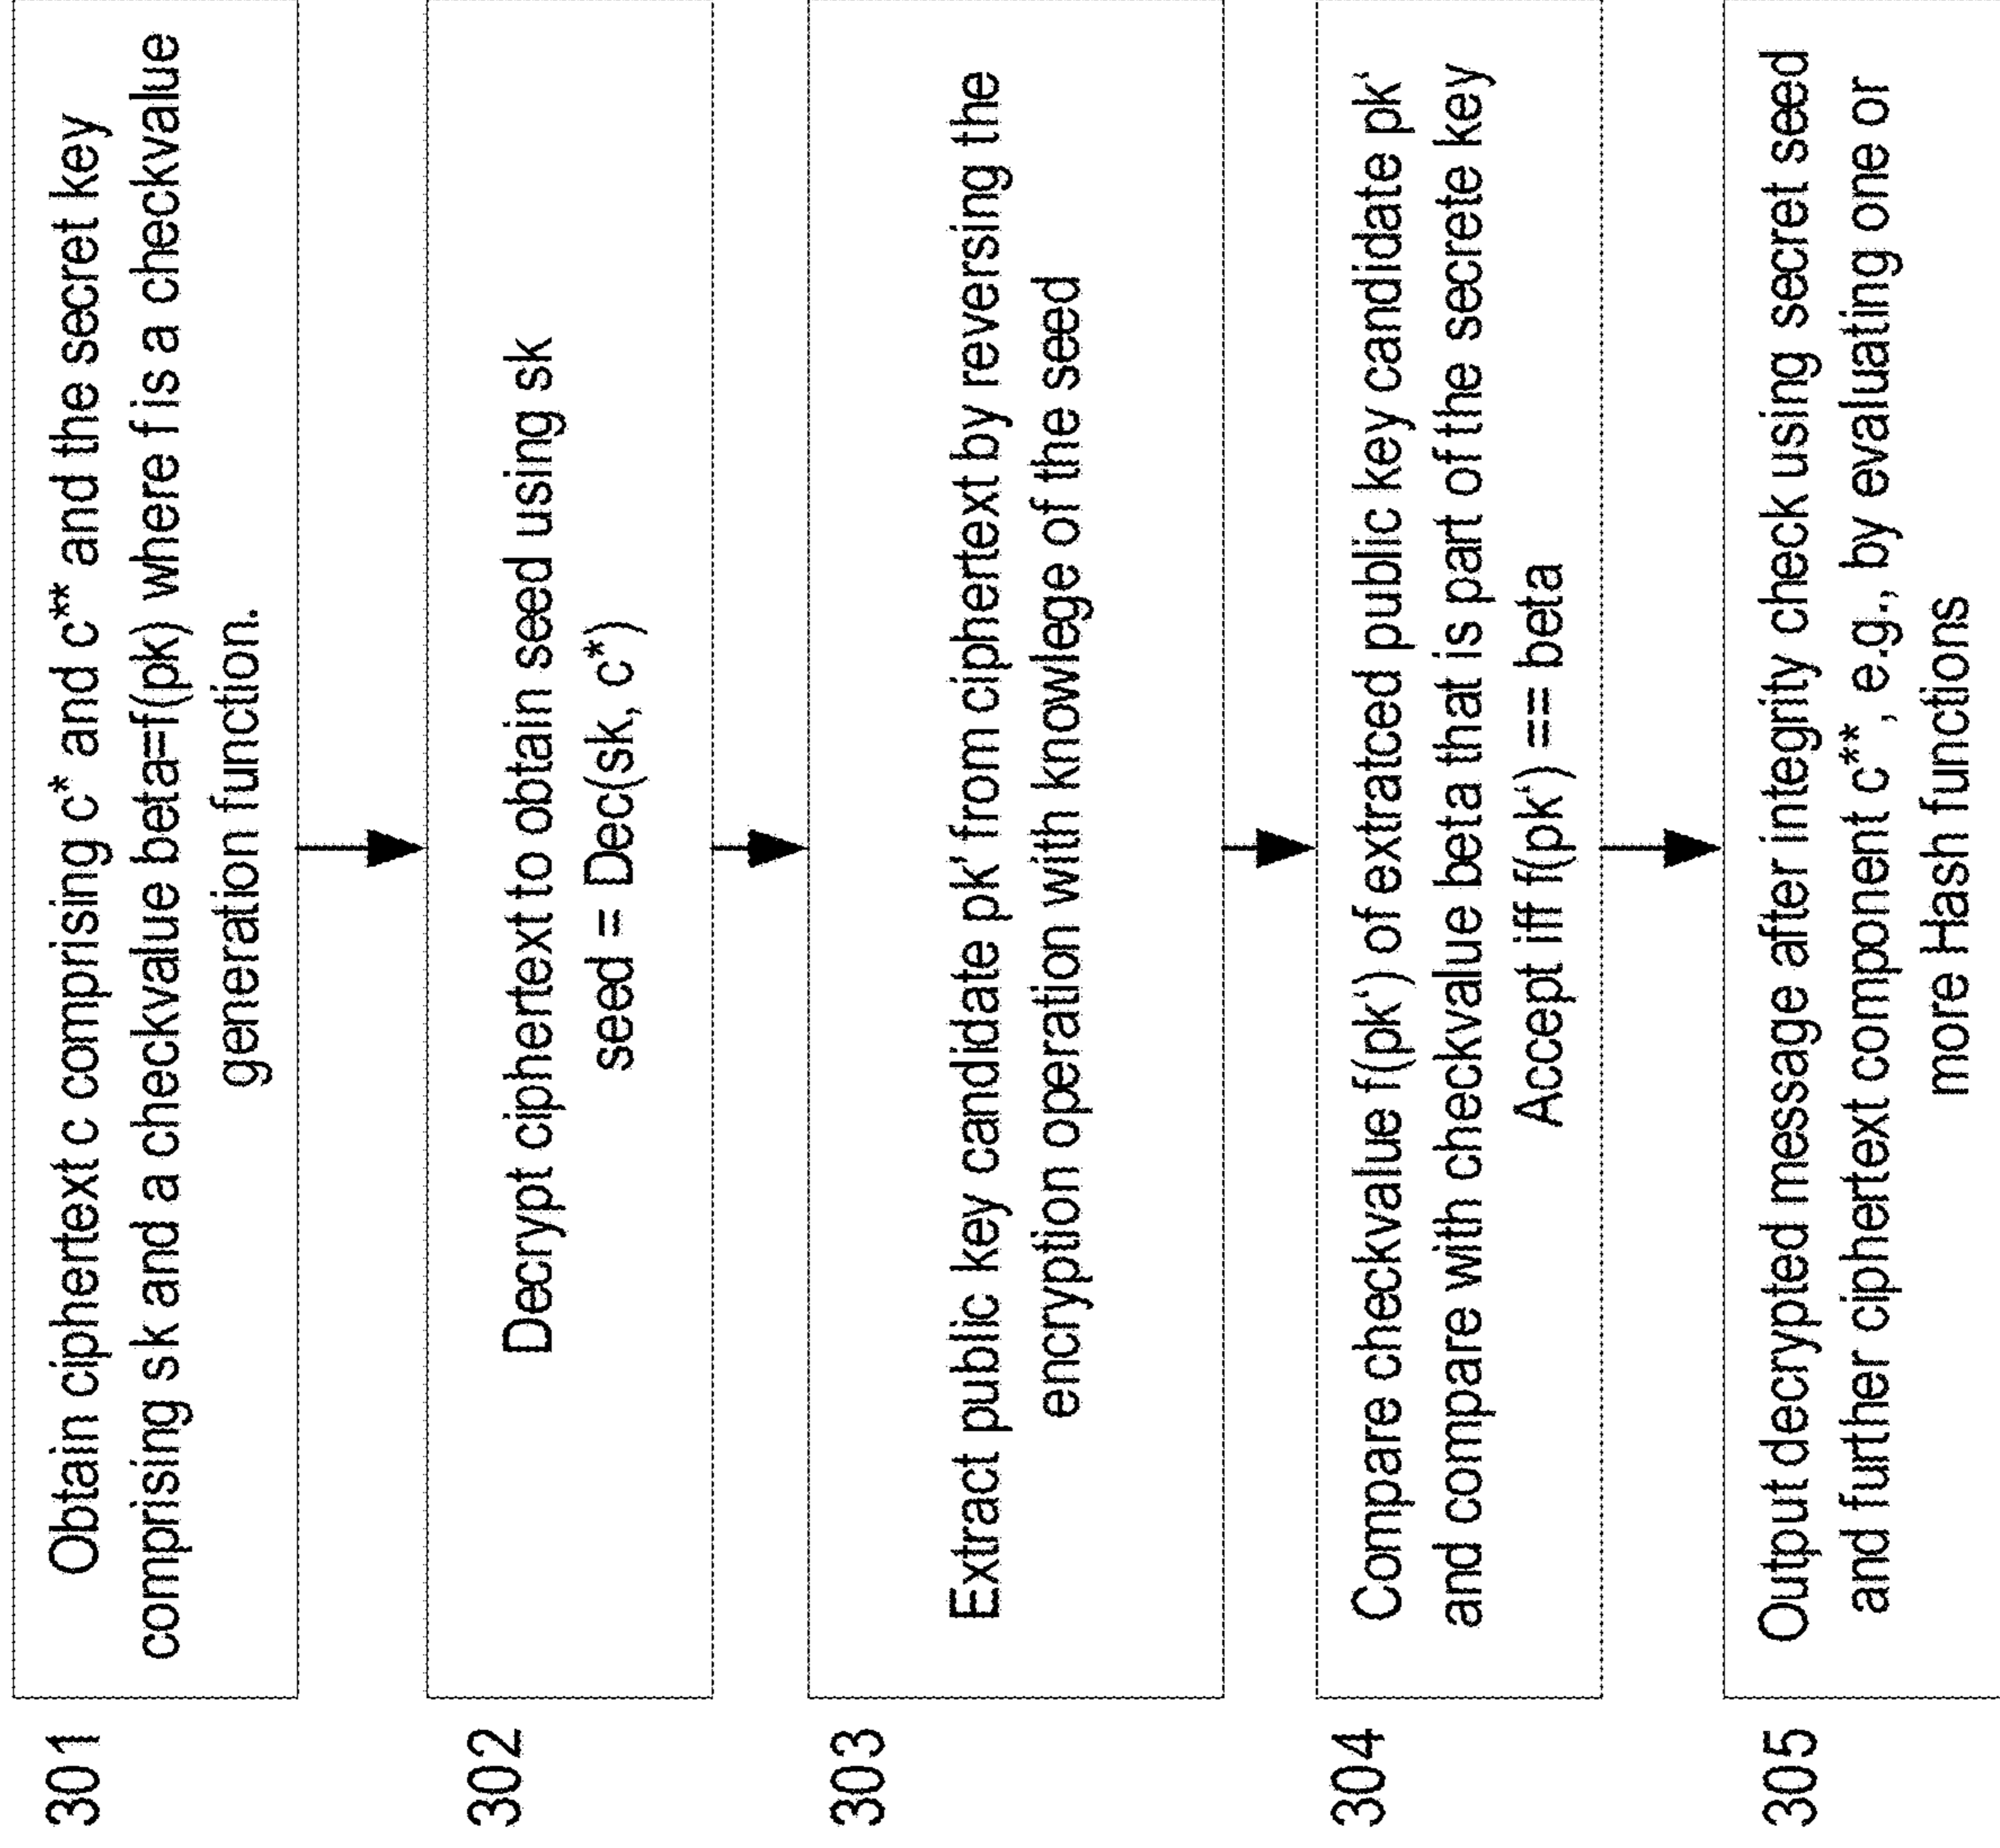 301
Obtain ciphertext c comprising c* and c** and the secret key
comprising sk and a checkvalue beta=f(pk) where f is a checkvalue
generation function.
302
Decrypt ciphertext to obtain seed using sk
seed = Dec(sk, c*)
303
Extract public key candidate pk' from ciphertext by reversing the
encryption operation with knowlege of the seed
304
Compare checkvalue f(pk‘) of extratced public key candidate pk‘
and compare with checkvalue beta that is part of the secrete key
Accept iff f(pk‘) == beta
305
Output decrypted message after integrity check using secret seed
and further ciphertext component c**, e.g., by evaluating one or
more Hash functions